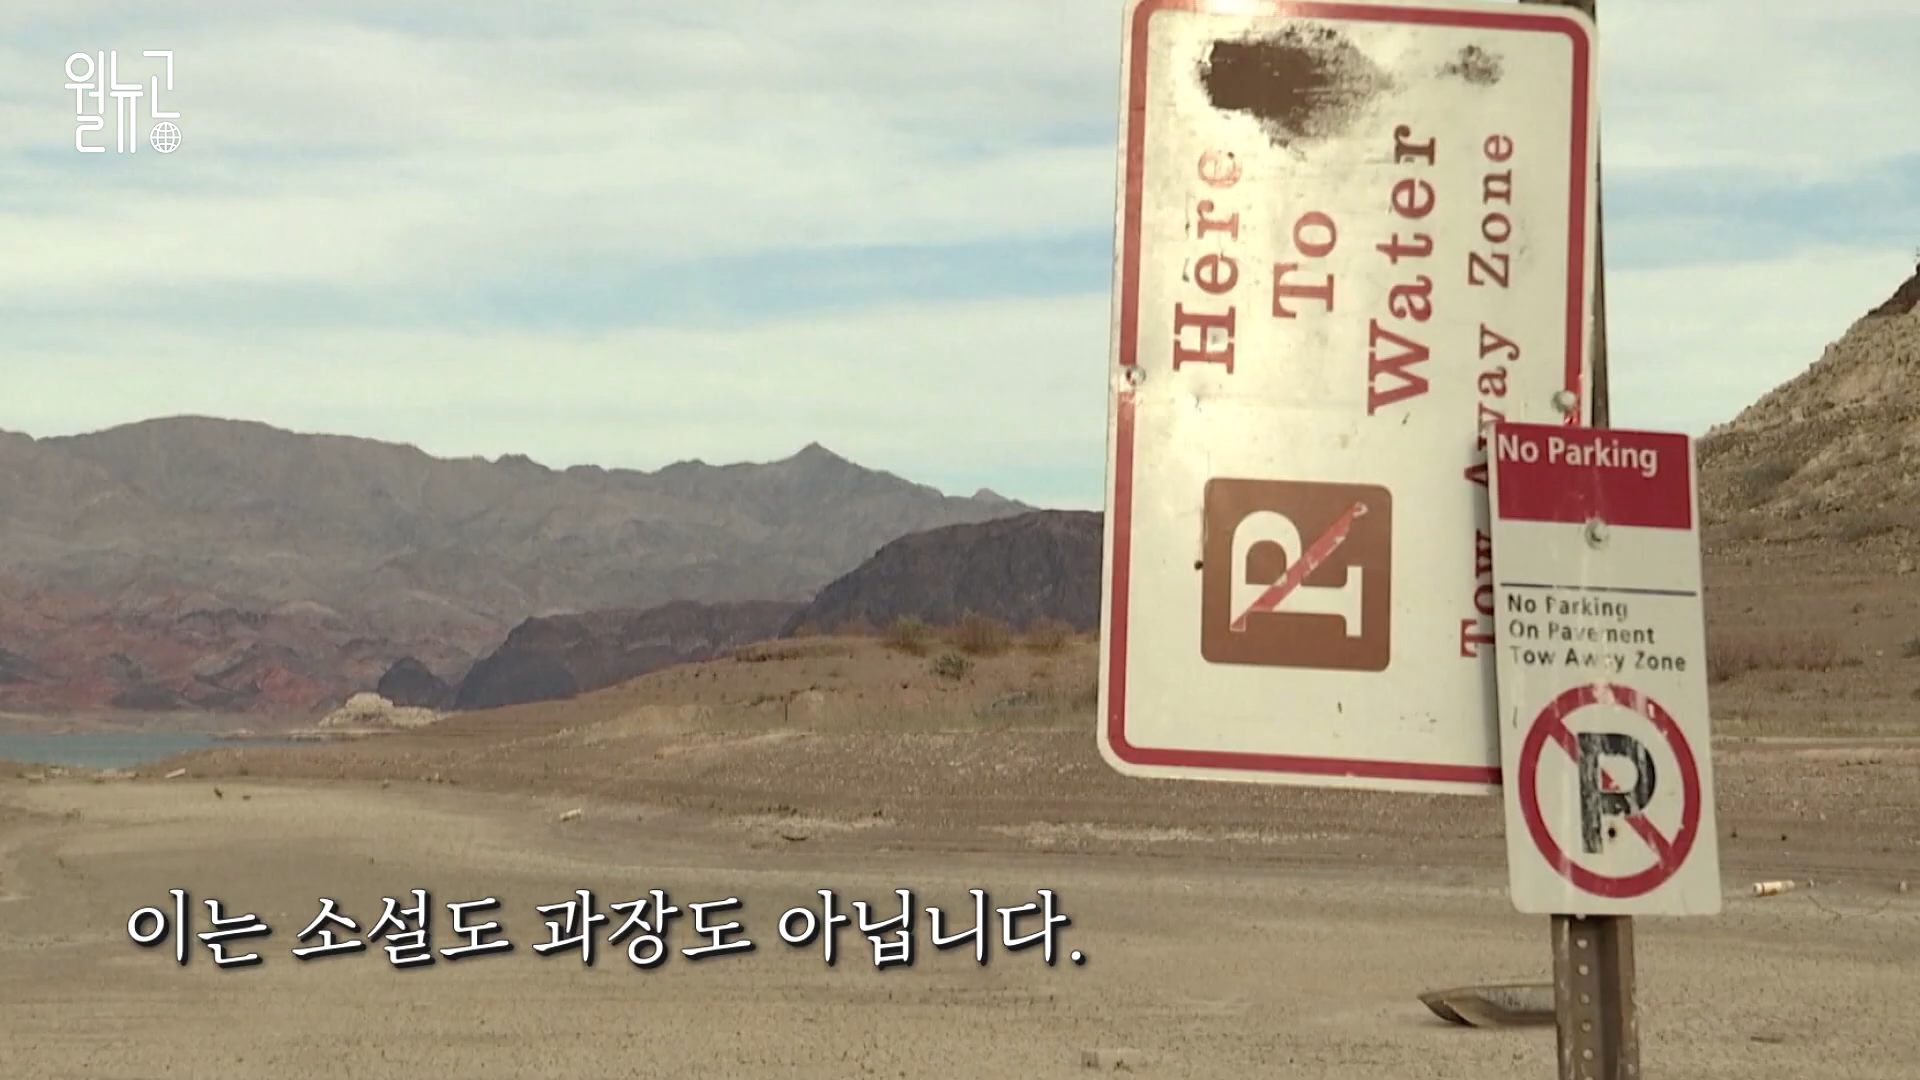 월뉴공
Here
To
Water
Tow Away Zone
P
No Parking
No Parking
On Pavement
Tow Away Zone
P
이는 소설도 과장도 아닙니다.